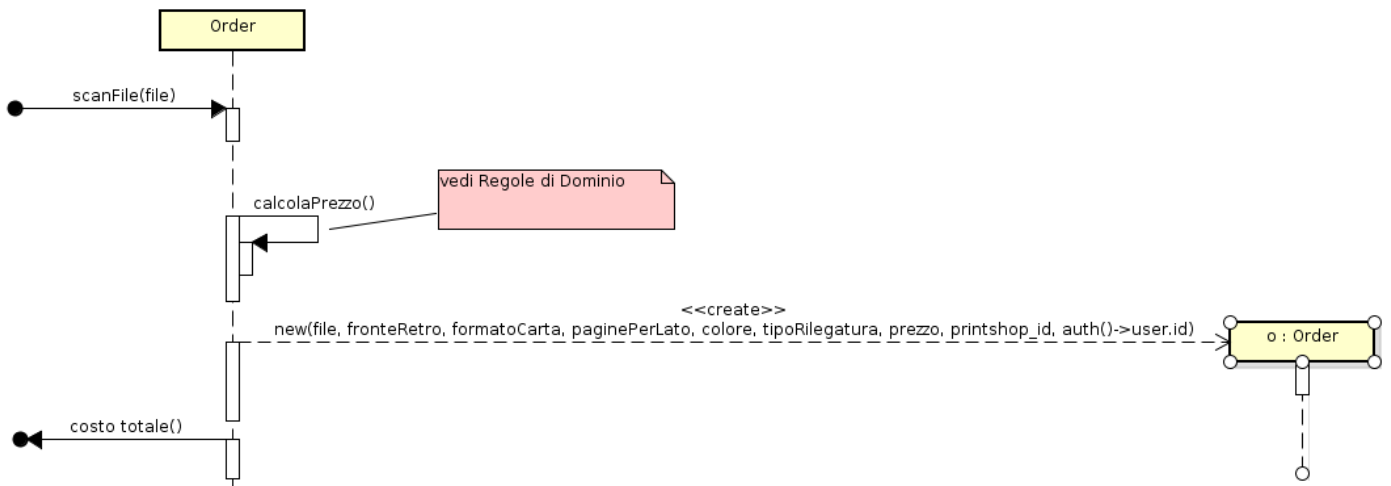 Order
scanFile(file)
vedi Regole di Dominio
calcolaPrezzo()
<<create>>
new(file, fronteRetro, formatoCarta, paginePerLato, colore, tipoRilegatura, prezzo, printshop_id, auth()->user.id)
o : Order
costo totale()